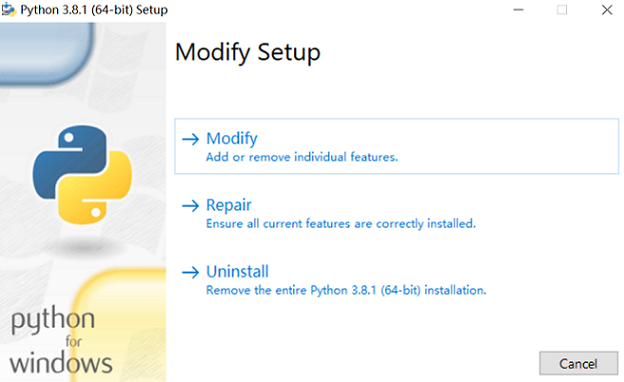 Python 3.8.1 (64-bit) Setup
Modify Setup
Modify
Add or remove individual features.
Repair
Ensure all current features are correctly installed.
Uninstall
Remove the entire Python 3.8.1 (64-bit) installation.
python
for
windows
Cancel